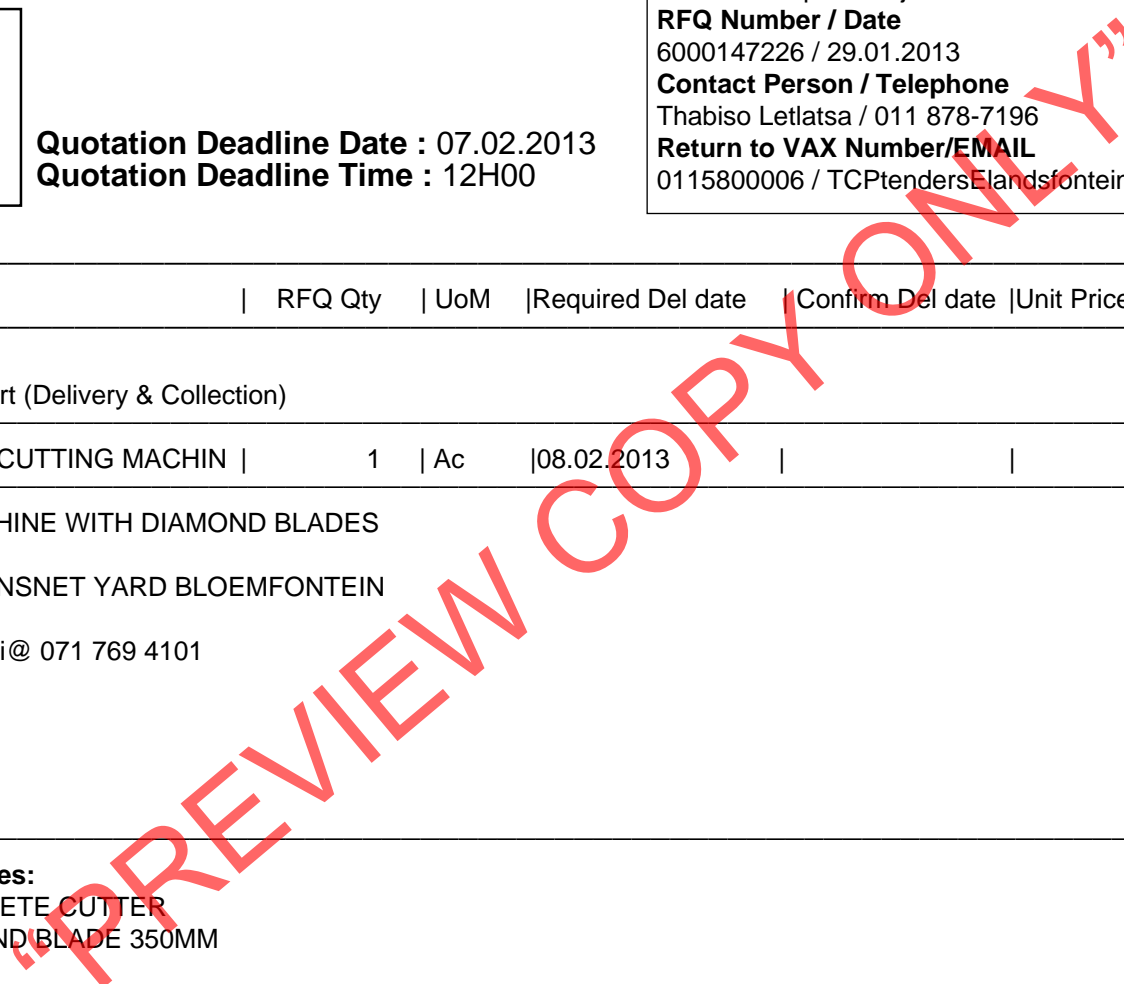 RFQ Number / Date
6000147226 / 29.01.2013
Contact Person / Telephone
Thabiso Letlatsa / 011 878-7196
Return to VAX Number/EMAIL
0115800006 / TCPtendersElandsfontein
Quotation Deadline Date : 07.02.2013
Quotation Deadline Time : 12H00
| RFQ Qty | UoM |Required Del date | Confirm Del date |Unit Price
rt (Delivery & Collection)
CUTTING MACHIN | 1 | Ac |08.02.2013 | |
HINE WITH DIAMOND BLADES
NSNET YARD BLOEMFONTEIN
i@ 071 769 4101
es:
ETE CUTTER
ND BLADE 350MM
“PREVIEW COPY ONLY”